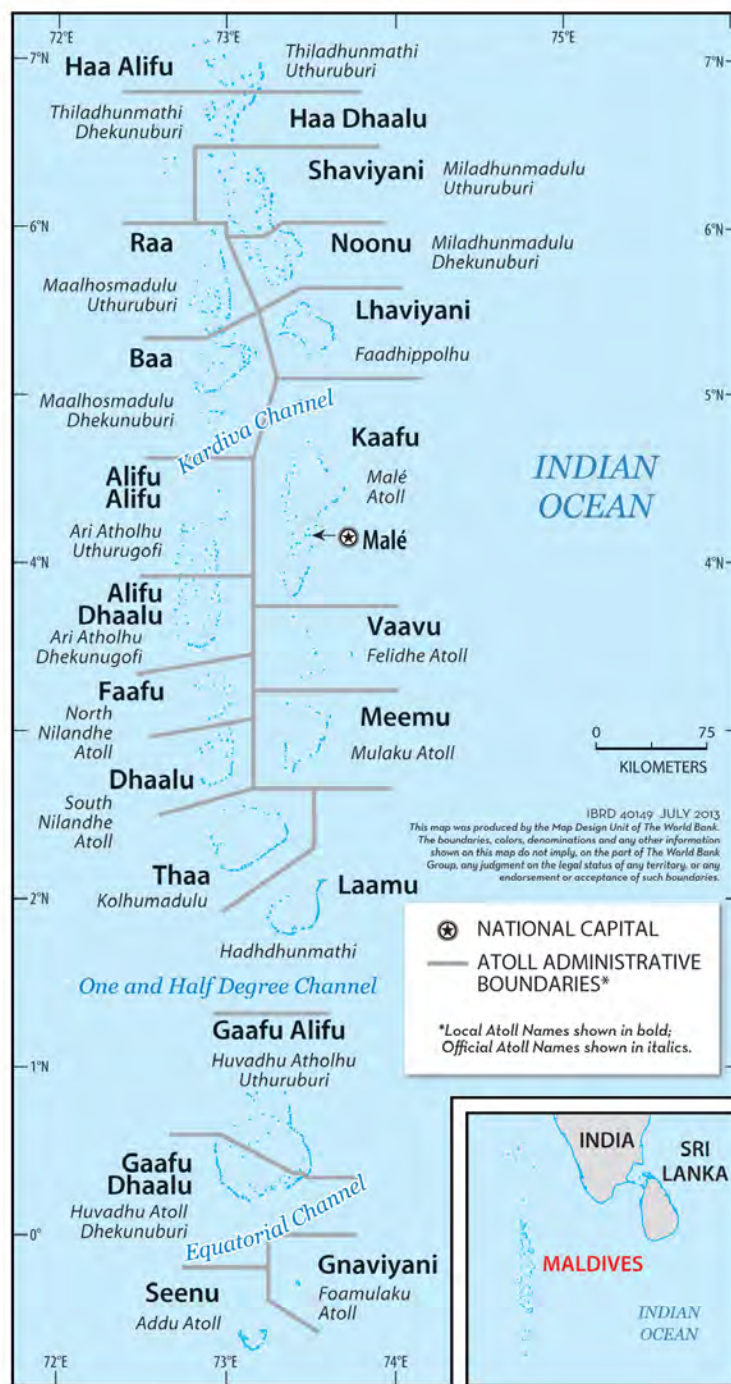 72°E
73°E
75°E
7°N
7°N
Haa Alifu
Thiladhunmathi
Uthuruburi
Thiladhunmathi
Dhekunuburi
Haa Dhaalu
Shaviyani
Miladhunmadulu
Uthuruburi
6°N
6°N
Raa
Noonu
Miladhunmadulu
Dhekunuburi
Maalhosmadulu
Uthuruburi
Lhaviyani
Faadhippolhu
Baa
Maalhosmadulu
Dhekunuburi
5°N
Kardiva Channel
Kaafu
Malé
Atoll
INDIAN
OCEAN
Alifu
Alifu
Ari Atholhu
Uthurugofi
Malé
4°N
4°N
Alifu
Dhaalu
Ari Atholhu
Dhekunugofi
Vaavu
Felidhe Atoll
Faafu
North
Nilandhe
Atoll
Meemu
Mulaku Atoll
0
75
3°N
KILOMETERS
Dhaalu
South
Nilandhe
Atoll
IBRD 40149 JULY 2013
This map was produced by the Map Design Unit of The World Bank.
The boundaries, colors, denominations and any other information
shown on this map do not imply, on the part of The World Bank
Group, any judgment on the legal status of any territory, or any
endorsement or acceptance of such boundaries.
Thaa
Kolhumadulu
Laamu
2°N
Hadhdhunmathi
One and Half Degree Channel
NATIONAL CAPITAL
ATOLL ADMINISTRATIVE
BOUNDARIES*
*Local Atoll Names shown in bold;
Official Atoll Names shown in italics.
Gaafu Alifu
1°N
Huvadhu Atholhu
Uthuruburi
Gaafu
Dhaalu
Huvadhu Atoll
Dhekunuburi
0°
Equatorial Channel
Gnaviyani
Foamulaku
Atoll
Seenu
Addu Atoll
72°E
73°E
74°E
INDIA
SRI
LANKA
MALDIVES
INDIAN
OCEAN